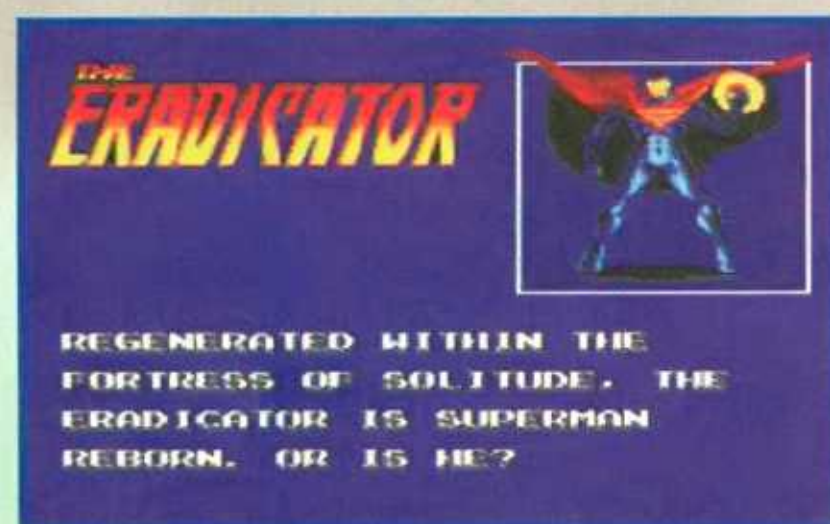 THE
ERADICATOR
REGENERATED WITHIN THE
FORTRESS OF SOLITUDE, THE
ERADICATOR IS SUPERMAN
REBORN. OR IS HE?